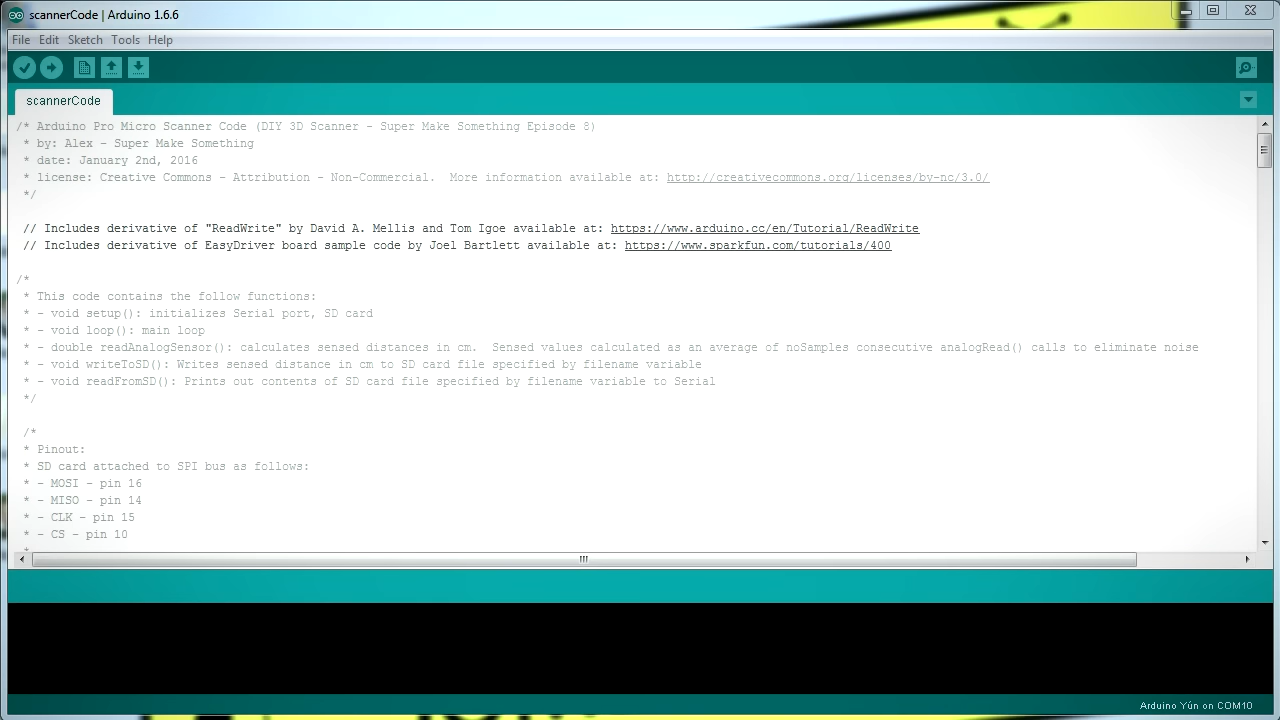 scannerCode | Arduino 1.6.6
File Edit Sketch Tools Help
scannerCode
/* Arduino Pro Micro Scanner Code (DIY 3D Scanner - Super Make Something Episode 8)
* by: Alex - Super Make Something
* date: January 2nd, 2016
* license: Creative Commons - Attribution - Non-Commercial.  More information available at: http://creativecommons.org/licenses/by-nc/3.0/
*/
// Includes derivative of "ReadWrite" by David A. Mellis and Tom Igoe available at: https://www.arduino.cc/en/Tutorial/ReadWrite
// Includes derivative of EasyDriver board sample code by Joel Bartlett available at: https://www.sparkfun.com/tutorials/400
/*
* This code contains the follow functions:
* - void setup(): initializes Serial port, SD card
* - void loop(): main loop
* - double readAnalogSensor(): calculates sensed distances in cm.  Sensed values calculated as an average of noSamples consecutive analogRead() calls to eliminate noise
* - void writeToSD(): Writes sensed distance in cm to SD card file specified by filename variable
* - void readFromSD(): Prints out contents of SD card file specified by filename variable to Serial
*/
/*
* Pinout:
* SD card attached to SPI bus as follows:
* - MOSI - pin 16
* - MISO - pin 14
* - CLK - pin 15
* - CS - pin 10
*
Arduino Yún on COM10